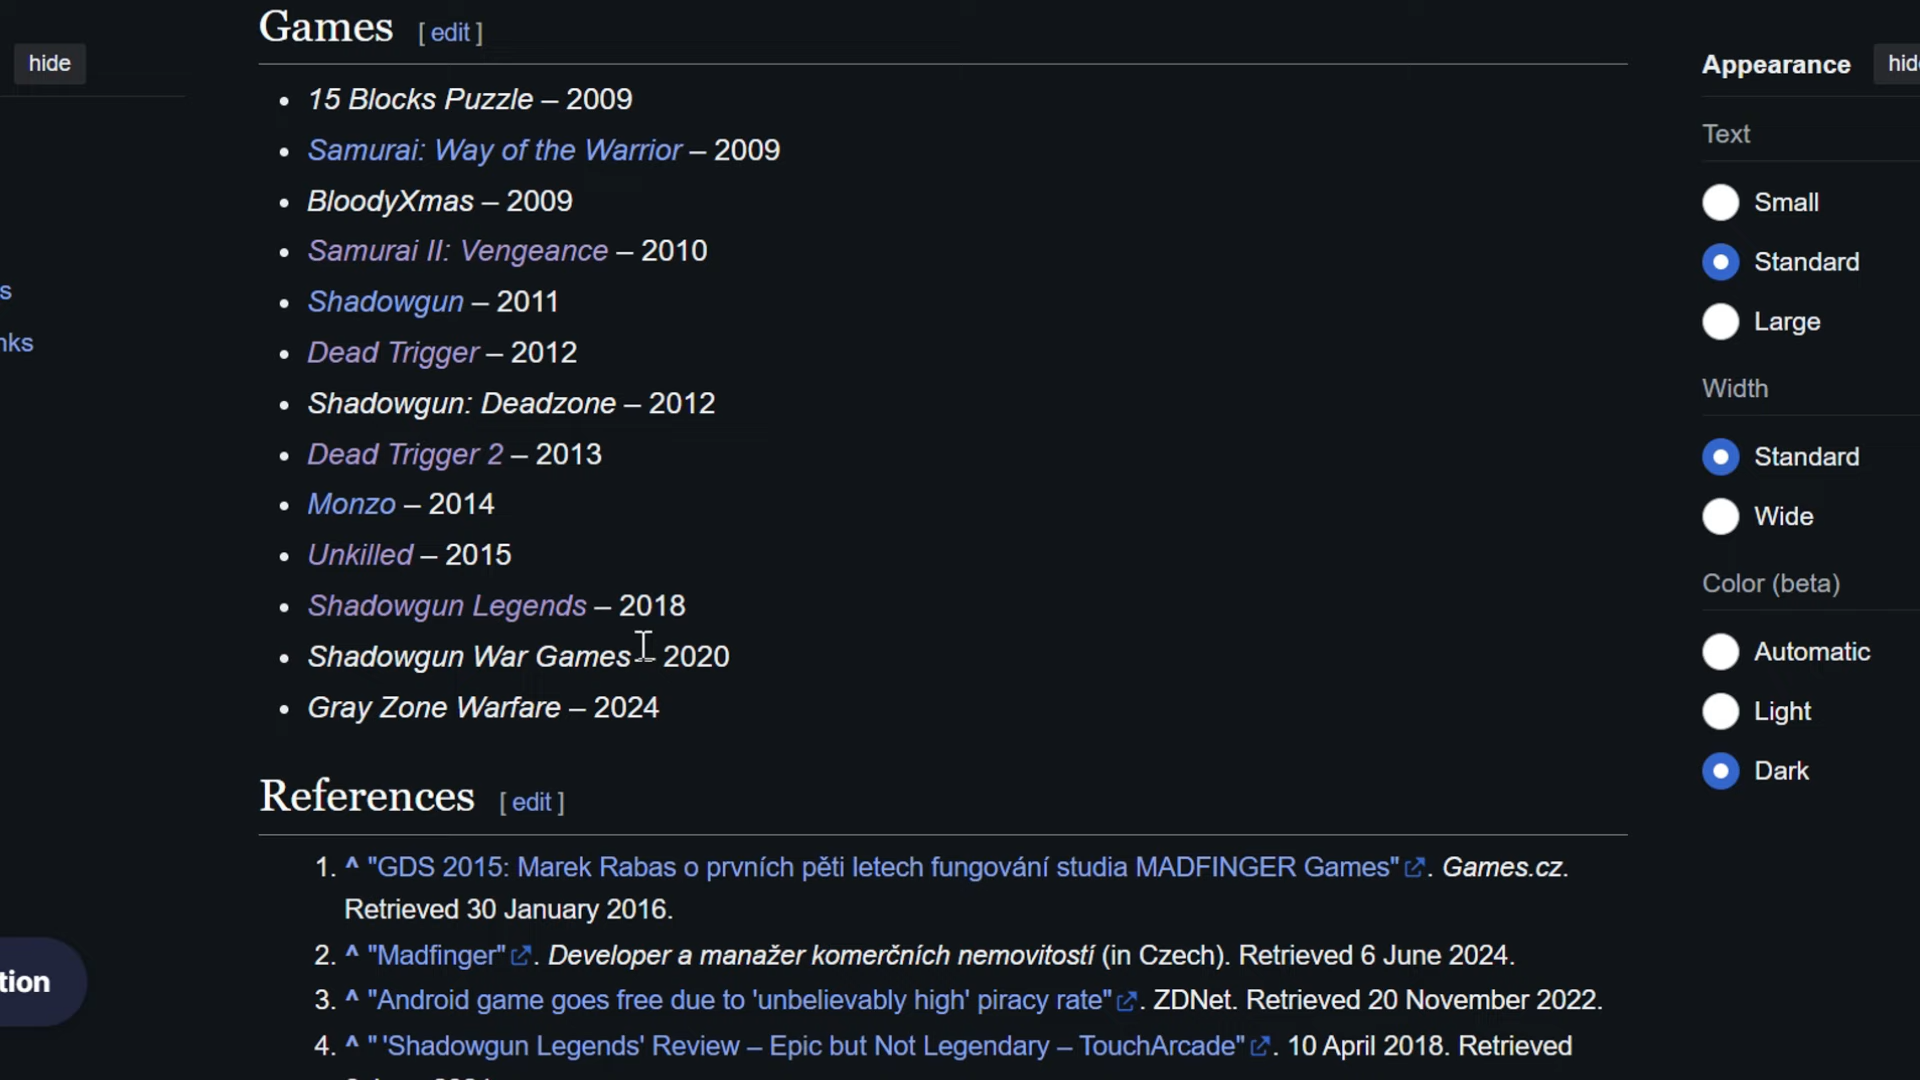 Games [ edit ]
hide
Appearance
15 Blocks Puzzle – 2009
Samurai: Way of the Warrior – 2009
BloodyXmas – 2009
Samurai II: Vengeance – 2010
Shadowgun – 2011
Dead Trigger – 2012
Shadowgun: Deadzone – 2012
Dead Trigger 2 – 2013
Monzo – 2014
Unkilled – 2015
Shadowgun Legends – 2018
Shadowgun War Games – 2020
Gray Zone Warfare – 2024
References [ edit ]
1. ^ "GDS 2015: Marek Rabas o prvních pěti letech fungování studia MADFINGER Games". Games.cz.
Retrieved 30 January 2016.
2. ^ "Madfinger". Developer a manažer komerčních nemovitostí (in Czech). Retrieved 6 June 2024.
3. ^ "Android game goes free due to 'unbelievably high' piracy rate". ZDNet. Retrieved 20 November 2022.
4. ^ "'Shadowgun Legends' Review – Epic but Not Legendary – TouchArcade". 10 April 2018. Retrieved
Text
Small
Standard
Large
Width
Standard
Wide
Color (beta)
Automatic
Light
Dark